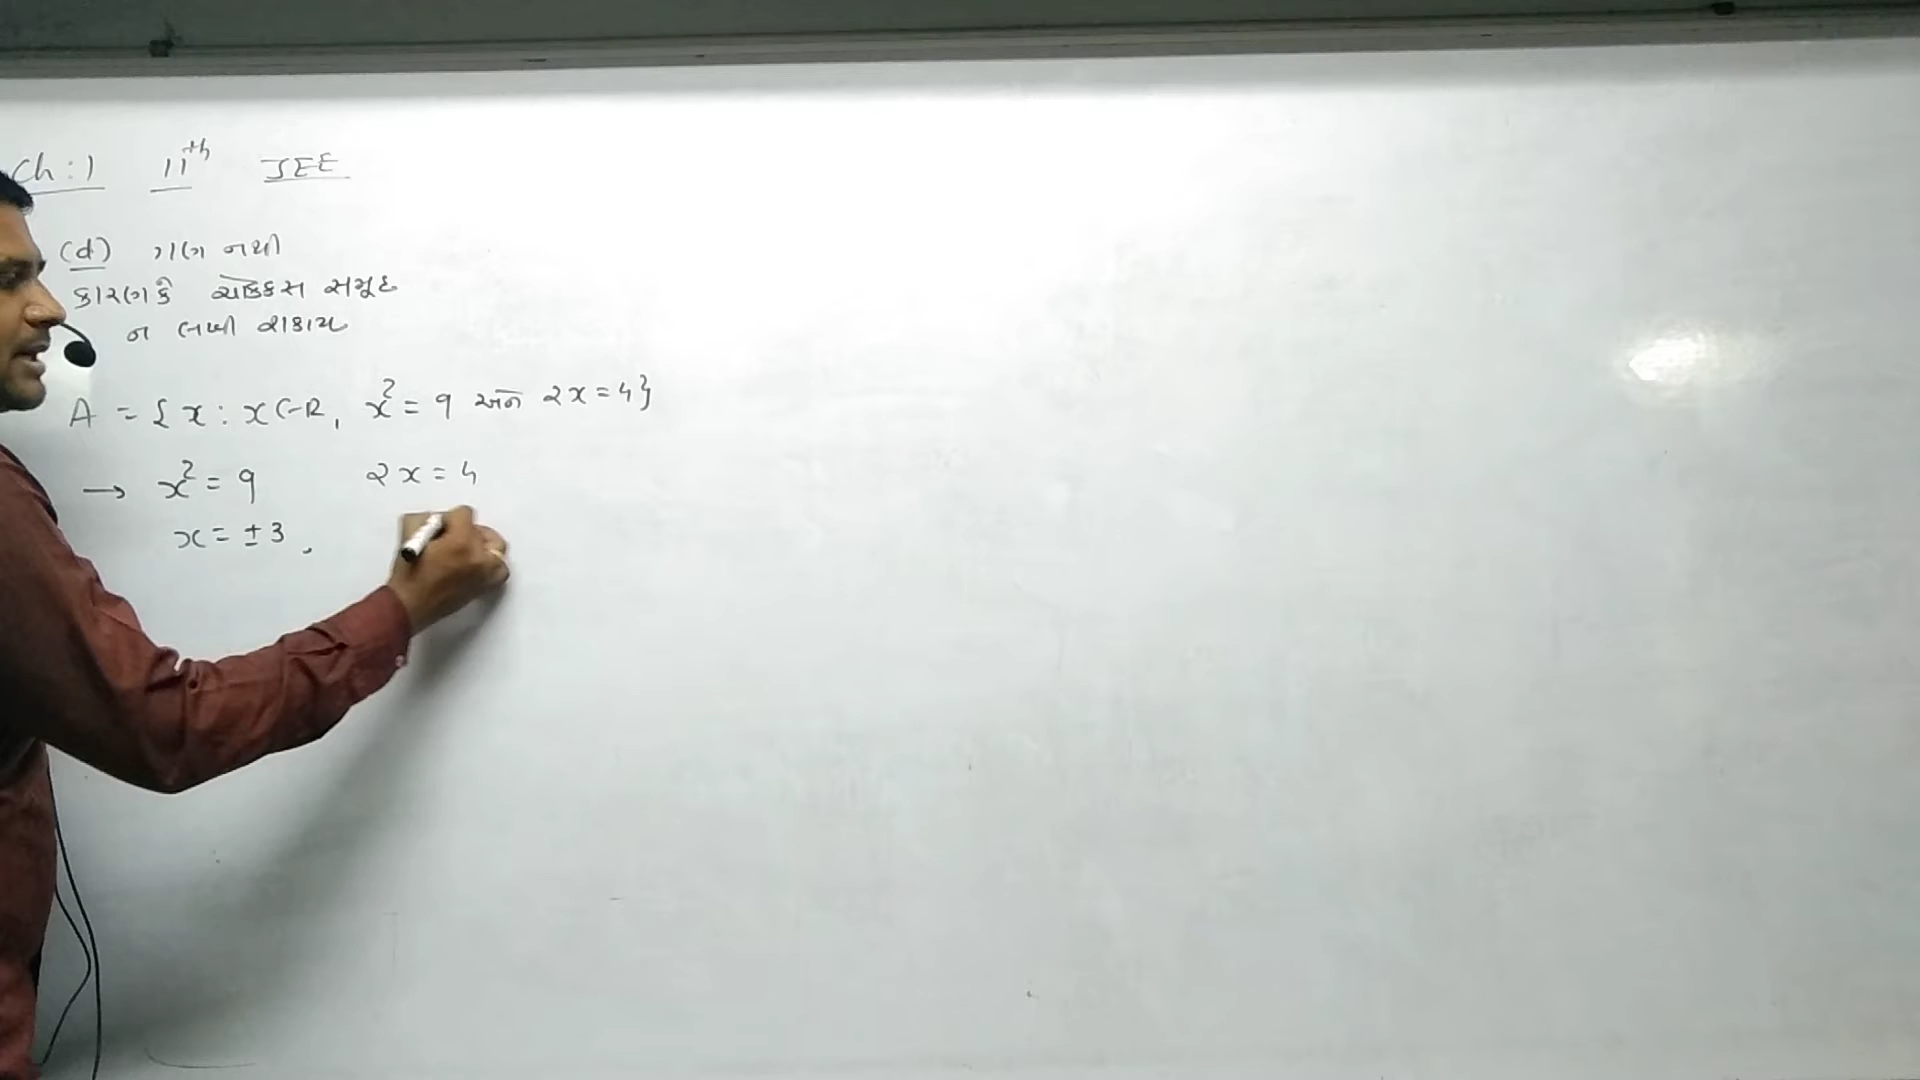 Ch : 1 11th JEE
(d) ગણ નથી
કારણકે ચોક્કસ સમૂહ
ન લખી શકાય
A = {x : x ∈ R, x² = 9 અને 2x = 4}
→ x² = 9 2x = 4
x = ± 3 ,